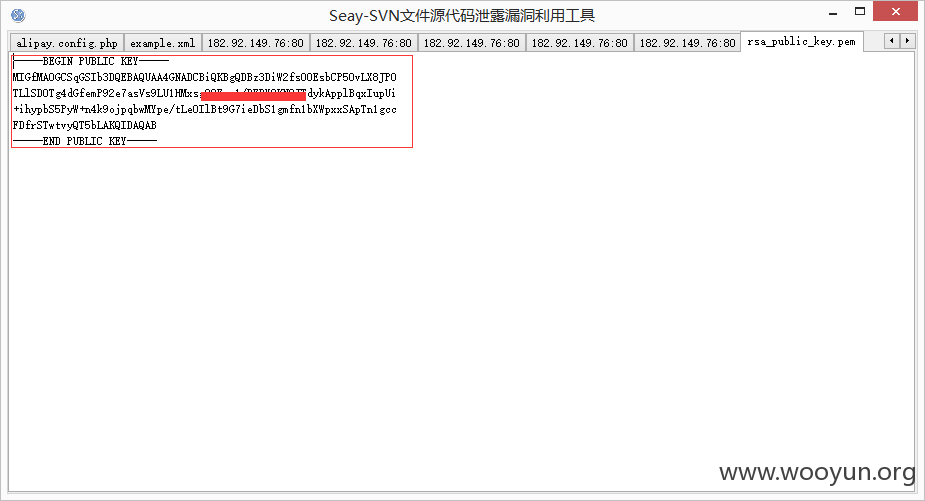 Seay-SVN文件源代码泄露漏洞利用工具
alipay.config.php example.xml 182.92.149.76:80 182.92.149.76:80 182.92.149.76:80 182.92.149.76:80 182.92.149.76:80 rsa_public_key.pem
-----BEGIN PUBLIC KEY-----
MIGfMA0GCSqGSIb3DQEBAQUAA4GNADCBiQKBgQDBz3DiW2fsOOEsbCP5OvLX8JPO
TLlSDOTg4dGfemP92e7asVs9LU1HMxs dykApplBqxIupUi
+ihypbS5PyW+n4k9ojpqbwMYpe/tLeOIlBt9G7ieDbS1gmfn1bXWpxxSApTn1gcc
FDfrSTwtvyQT5bLAKQIDAQAB
-----END PUBLIC KEY-----
www.wooyun.org